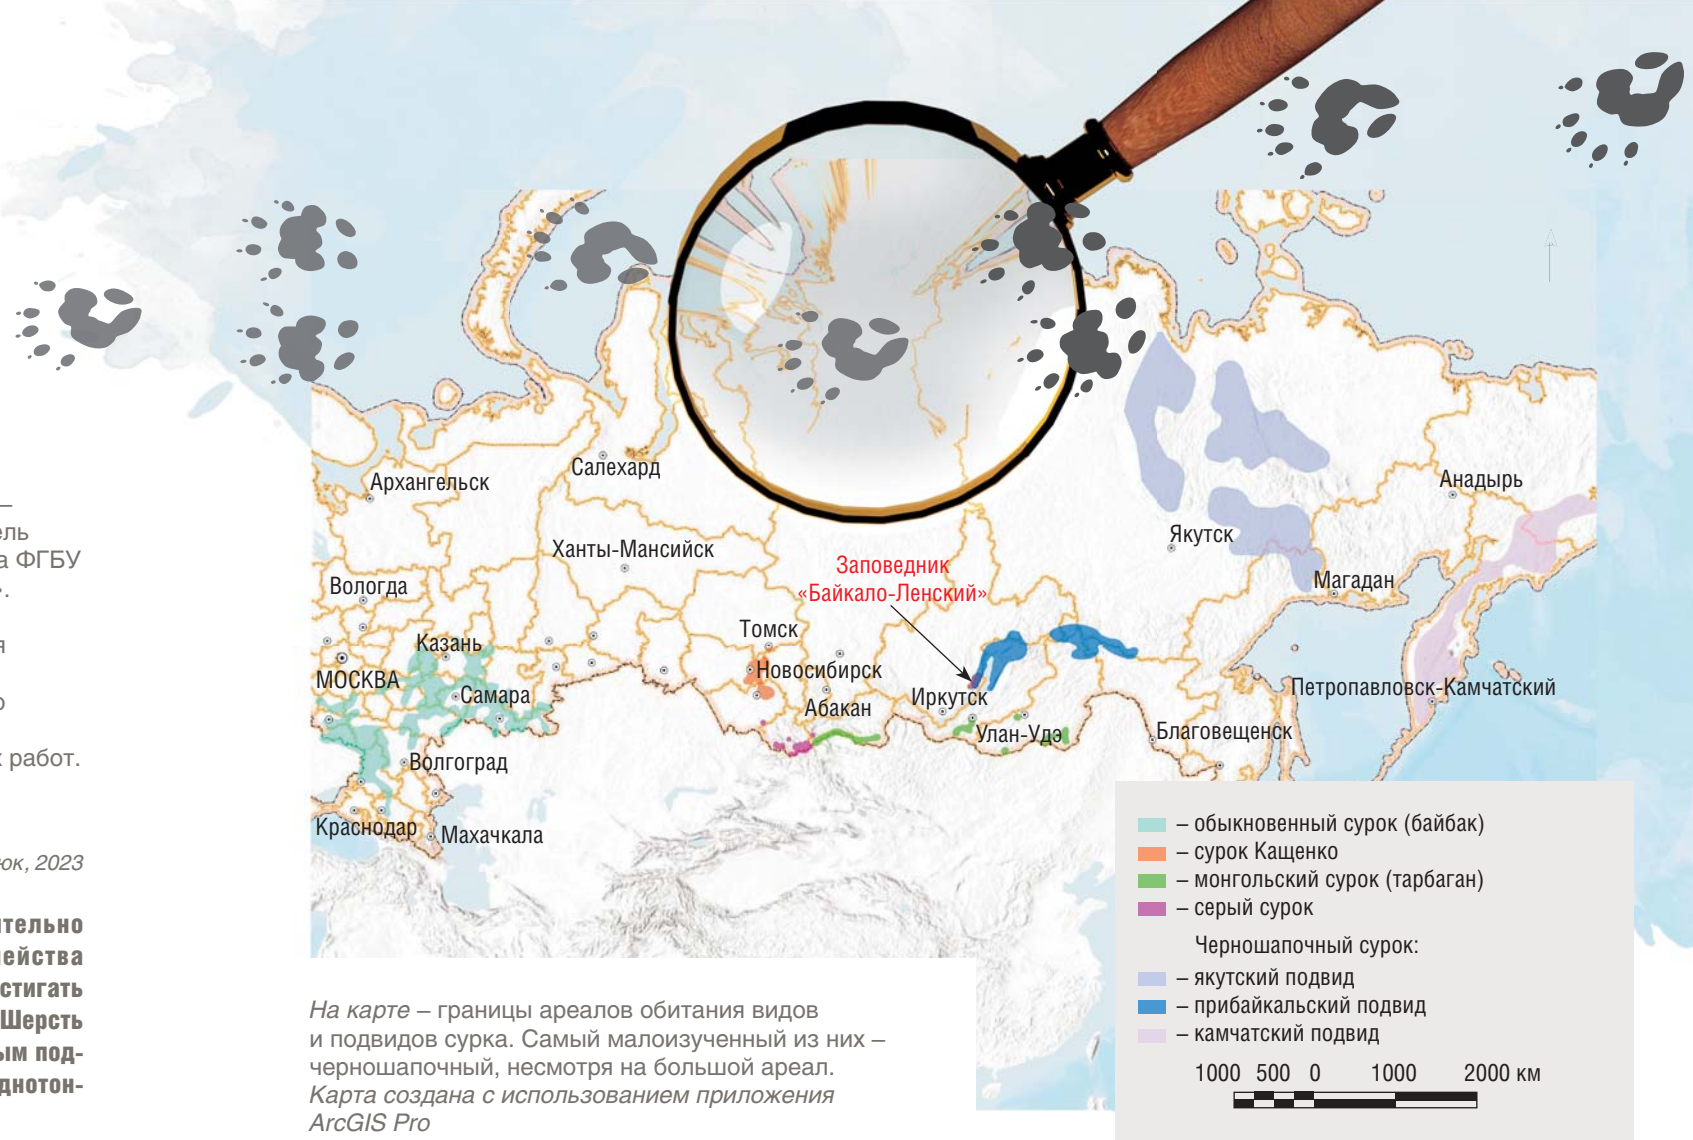 –
ель
а ФГБУ
».
я
о
к работ.
юк, 2023
ительно
ейства
стигать
Шерсть
ым под-
днотон-
Архангельск
Салехард
Анадырь
Якутск
Ханты-Мансийск
Заповедник
«Байкало-Ленский»
Магадан
Вологда
Томск
Казань
Новосибирск
МОСКВА
Самара
Абакан
Иркутск
Петропавловск-Камчатский
Улан-Удэ
Благовещенск
Волгоград
Краснодар
Махачкала
– обыкновенный сурок (байбак)
– сурок Кащенко
– монгольский сурок (тарбаган)
– серый сурок
Черношапочный сурок:
– якутский подвид
– прибайкальский подвид
– камчатский подвид
1000 500 0 1000 2000 км
На карте – границы ареалов обитания видов
и подвидов сурка. Самый малоизученный из них –
черношапочный, несмотря на большой ареал.
Карта создана с использованием приложения
ArcGIS Pro